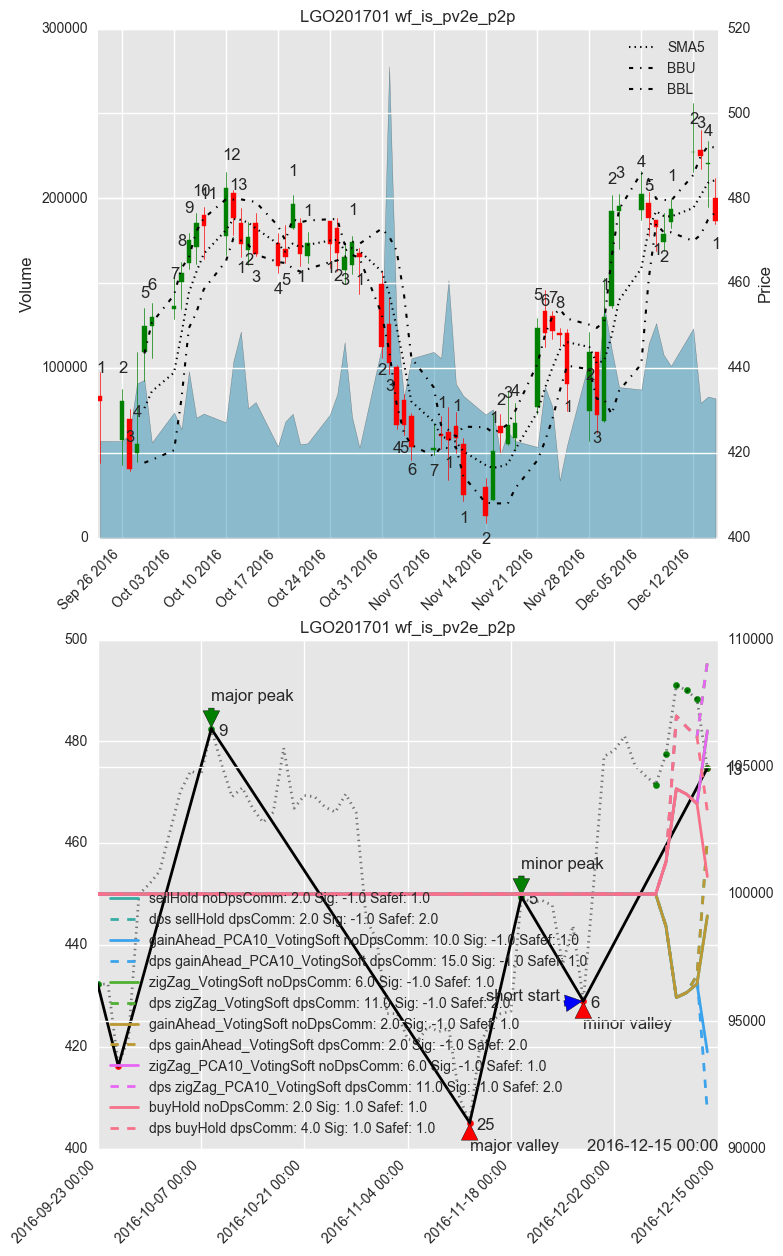 LGO201701 wf_is_pv2e_p2p
300000
200000
100000
0
Volume
520
500
480
460
440
420
400
Price
SMA5
BBU
BBL
1 2 3 4 5 6 7 8 9 10 11 12 13
Sep 26 2016
Oct 03 2016
Oct 10 2016
Oct 17 2016
Oct 24 2016
Oct 31 2016
Nov 07 2016
Nov 14 2016
Nov 21 2016
Nov 28 2016
Dec 05 2016
Dec 12 2016
LGO201701 wf_is_pv2e_p2p
500
480
460
440
420
400
110000
105000
100000
95000
90000
major peak
9
13
minor peak
5
short start
6
minor valley
25
major valley
2016-12-15 00:00
sellHold noDpsComm: 2.0 Sig: -1.0 Safef: 1.0
dps sellHold dpsComm: 2.0 Sig: -1.0 Safef: 2.0
gainAhead_PCA10_VotingSoft noDpsComm: 10.0 Sig: -1.0 Safef: 1.0
dps gainAhead_PCA10_VotingSoft dpsComm: 15.0 Sig: -1.0 Safef: 1.0
zigZag_VotingSoft noDpsComm: 6.0 Sig: -1.0 Safef: 1.0
dps zigZag_VotingSoft dpsComm: 11.0 Sig: -1.0 Safef: 2.0
gainAhead_VotingSoft noDpsComm: 2.0 Sig: -1.0 Safef: 1.0
dps gainAhead_VotingSoft dpsComm: 2.0 Sig: -1.0 Safef: 2.0
zigZag_PCA10_VotingSoft noDpsComm: 6.0 Sig: -1.0 Safef: 1.0
dps zigZag_PCA10_VotingSoft dpsComm: 11.0 Sig: -1.0 Safef: 2.0
buyHold noDpsComm: 2.0 Sig: 1.0 Safef: 1.0
dps buyHold dpsComm: 4.0 Sig: 1.0 Safef: 1.0
2016-09-23 00:00
2016-10-07 00:00
2016-10-21 00:00
2016-11-04 00:00
2016-11-18 00:00
2016-12-02 00:00
2016-12-15 00:00